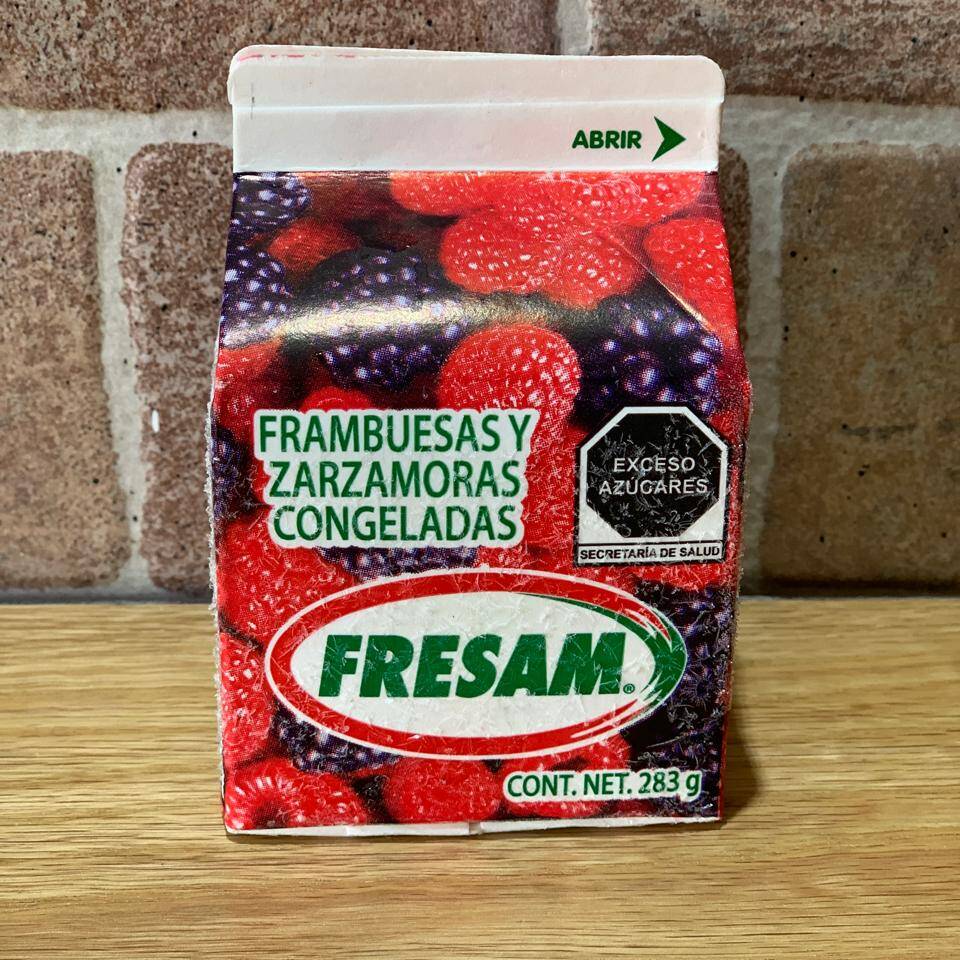 ABRIR
FRAMBUESAS Y
ZARZAMORAS
CONGELADAS
EXCESO
AZÚCARES
SECRETARÍA DE SALUD
FRESAM®
CONT. NET. 283 g